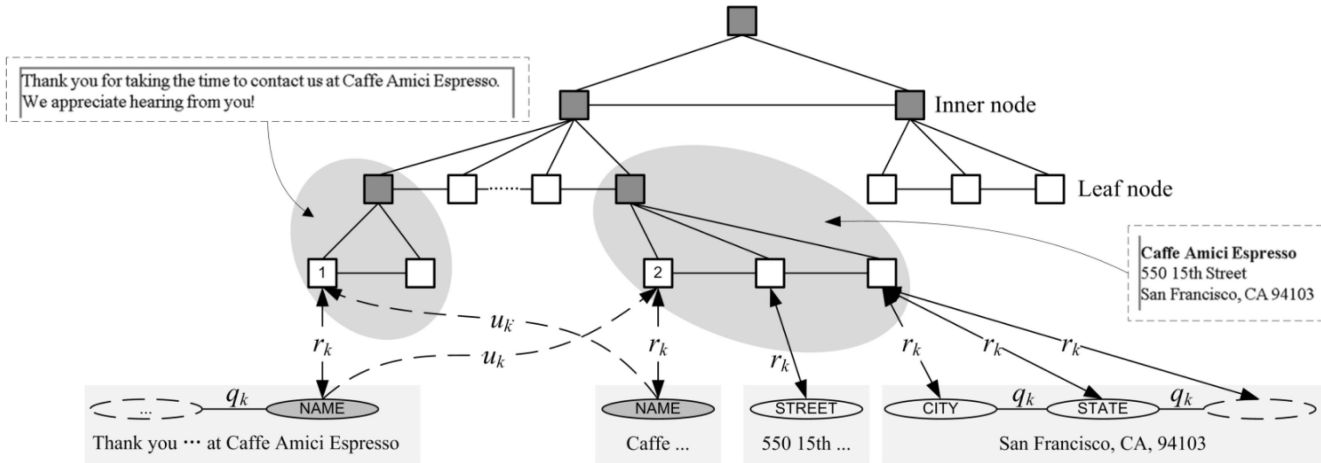 Thank you for taking the time to contact us at Caffe Amici Espresso.
We appreciate hearing from you!
Inner node
Leaf node
Caffe Amici Espresso
550 15th Street
San Francisco, CA 94103
1
2
u_k
u_k
r_k
r_k
r_k
r_k
r_k
r_k
... q_k NAME
NAME
STREET
CITY q_k STATE q_k
Thank you ··· at Caffe Amici Espresso
Caffe ...
550 15th ...
San Francisco, CA, 94103